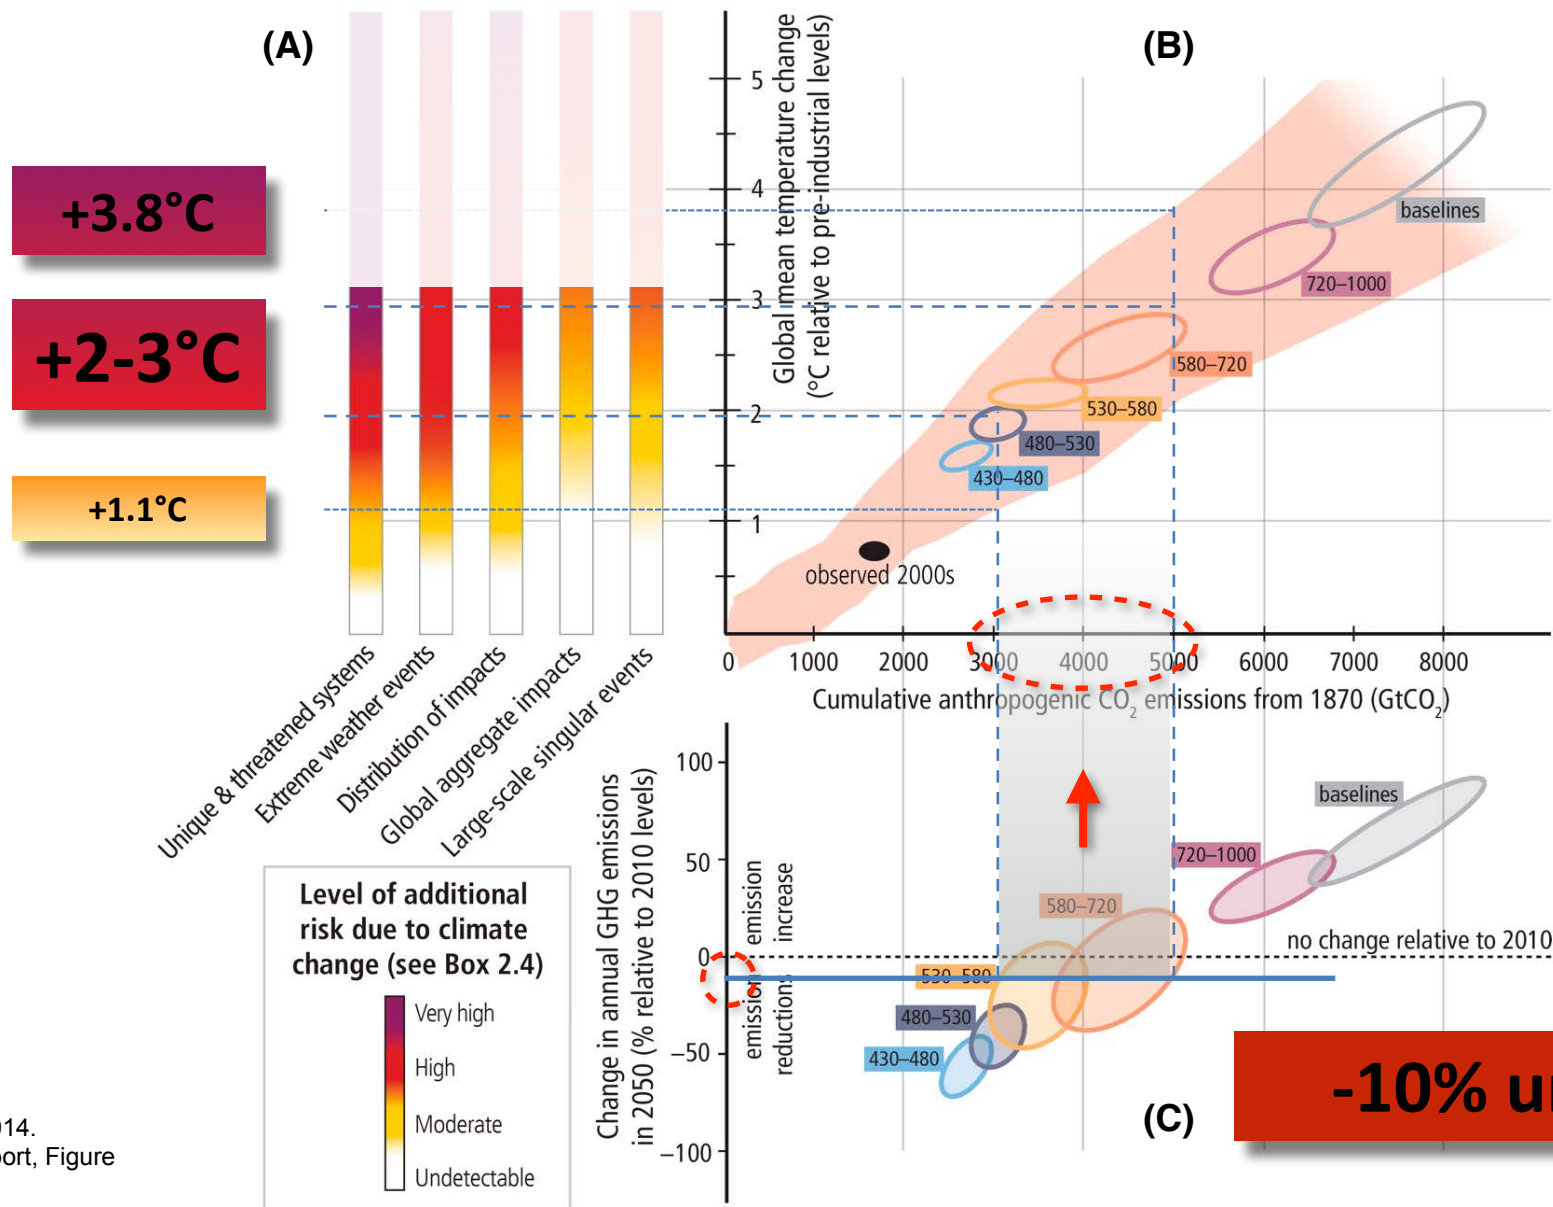 (A)
(B)
+3.8°C
+2-3°C
+1.1°C
Global mean temperature change
(°C relative to pre-industrial levels)
5
4
3
2
1
baselines
720–1000
580–720
530–580
480–530
430–480
observed 2000s
0 1000 2000 3000 4000 5000 6000 7000 8000
Cumulative anthropogenic CO2 emissions from 1870 (GtCO2)
Unique & threatened systems
Extreme weather events
Distribution of impacts
Global aggregate impacts
Large-scale singular events
Level of additional
risk due to climate
change (see Box 2.4)
Very high
High
Moderate
Undetectable
Change in annual GHG emissions
in 2050 (% relative to 2010 levels)
100
50
0
–50
–100
emission
increase
emission
reductions
baselines
720–1000
580–720
no change relative to 2010
530–580
480–530
430–480
(C)
-10%
14.
port, Figure